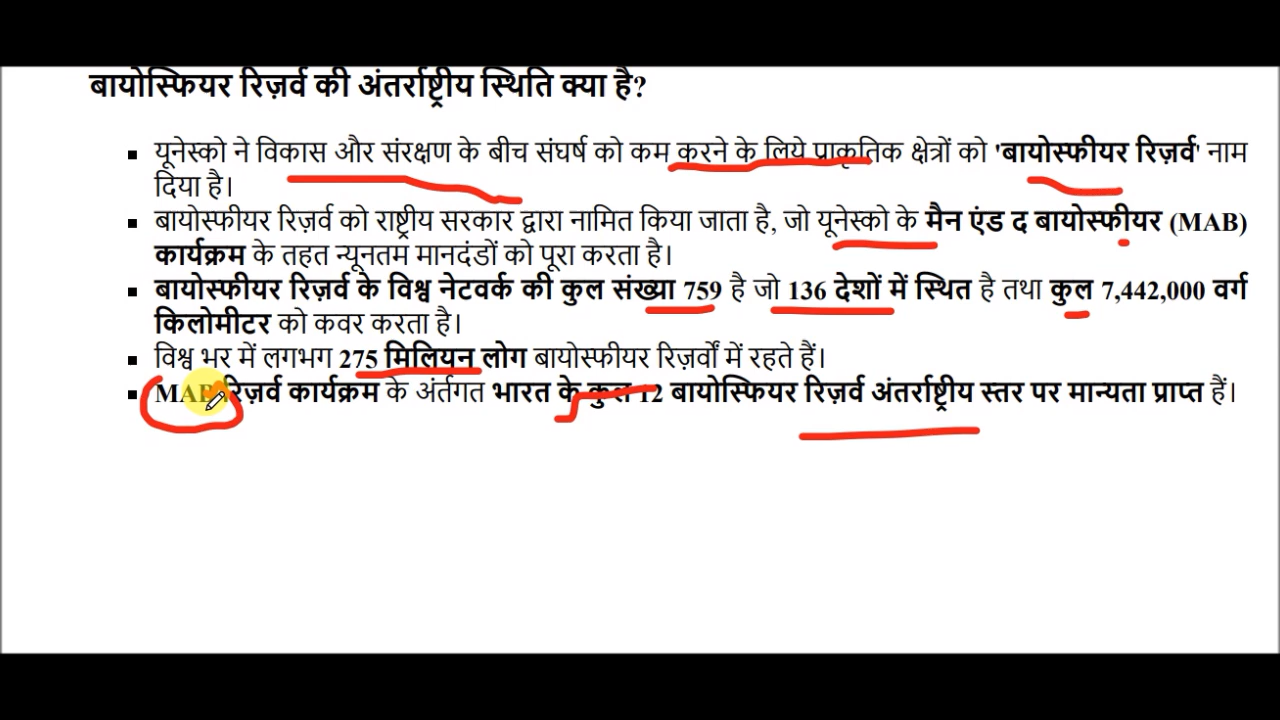 बायोस्फियर रिज़र्व की अंतर्राष्ट्रीय स्थिति क्या है?
▪ यूनेस्को ने विकास और संरक्षण के बीच संघर्ष को कम करने के लिये प्राकृतिक क्षेत्रों को 'बायोस्फीयर रिज़र्व' नाम
दिया है।
▪ बायोस्फीयर रिज़र्व को राष्ट्रीय सरकार द्वारा नामित किया जाता है, जो यूनेस्को के मैन एंड द बायोस्फीयर (MAB)
कार्यक्रम के तहत न्यूनतम मानदंडों को पूरा करता है।
▪ बायोस्फीयर रिज़र्व के विश्व नेटवर्क की कुल संख्या 759 है जो 136 देशों में स्थित है तथा कुल 7,442,000 वर्ग
किलोमीटर को कवर करता है।
▪ विश्व भर में लगभग 275 मिलियन लोग बायोस्फीयर रिज़र्वों में रहते हैं।
▪ MAB रिज़र्व कार्यक्रम के अंर्तगत भारत के कुल 12 बायोस्फियर रिज़र्व अंतर्राष्ट्रीय स्तर पर मान्यता प्राप्त हैं।